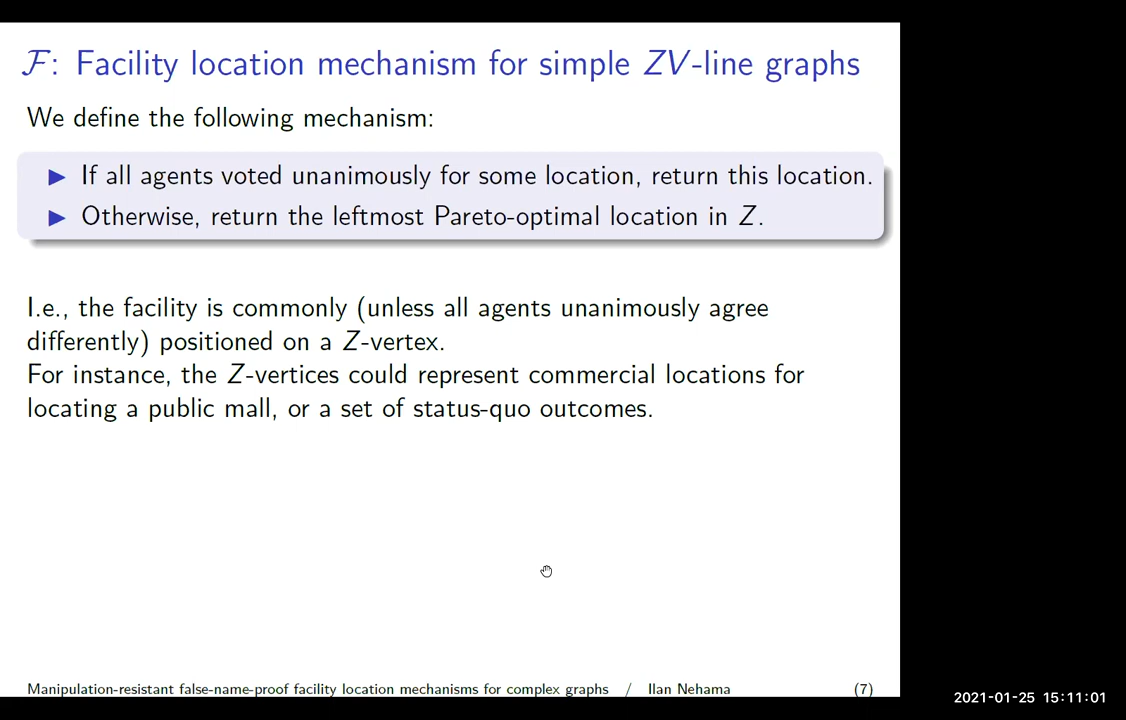 ℱ: Facility location mechanism for simple ZV-line graphs
We define the following mechanism:
▶ If all agents voted unanimously for some location, return this location.
▶ Otherwise, return the leftmost Pareto-optimal location in Z.
I.e., the facility is commonly (unless all agents unanimously agree
differently) positioned on a Z-vertex.
For instance, the Z-vertices could represent commercial locations for
locating a public mall, or a set of status-quo outcomes.
Manipulation-resistant false-name-proof facility location mechanisms for complex graphs / Ilan Nehama (7)
2021-01-25 15:11:01